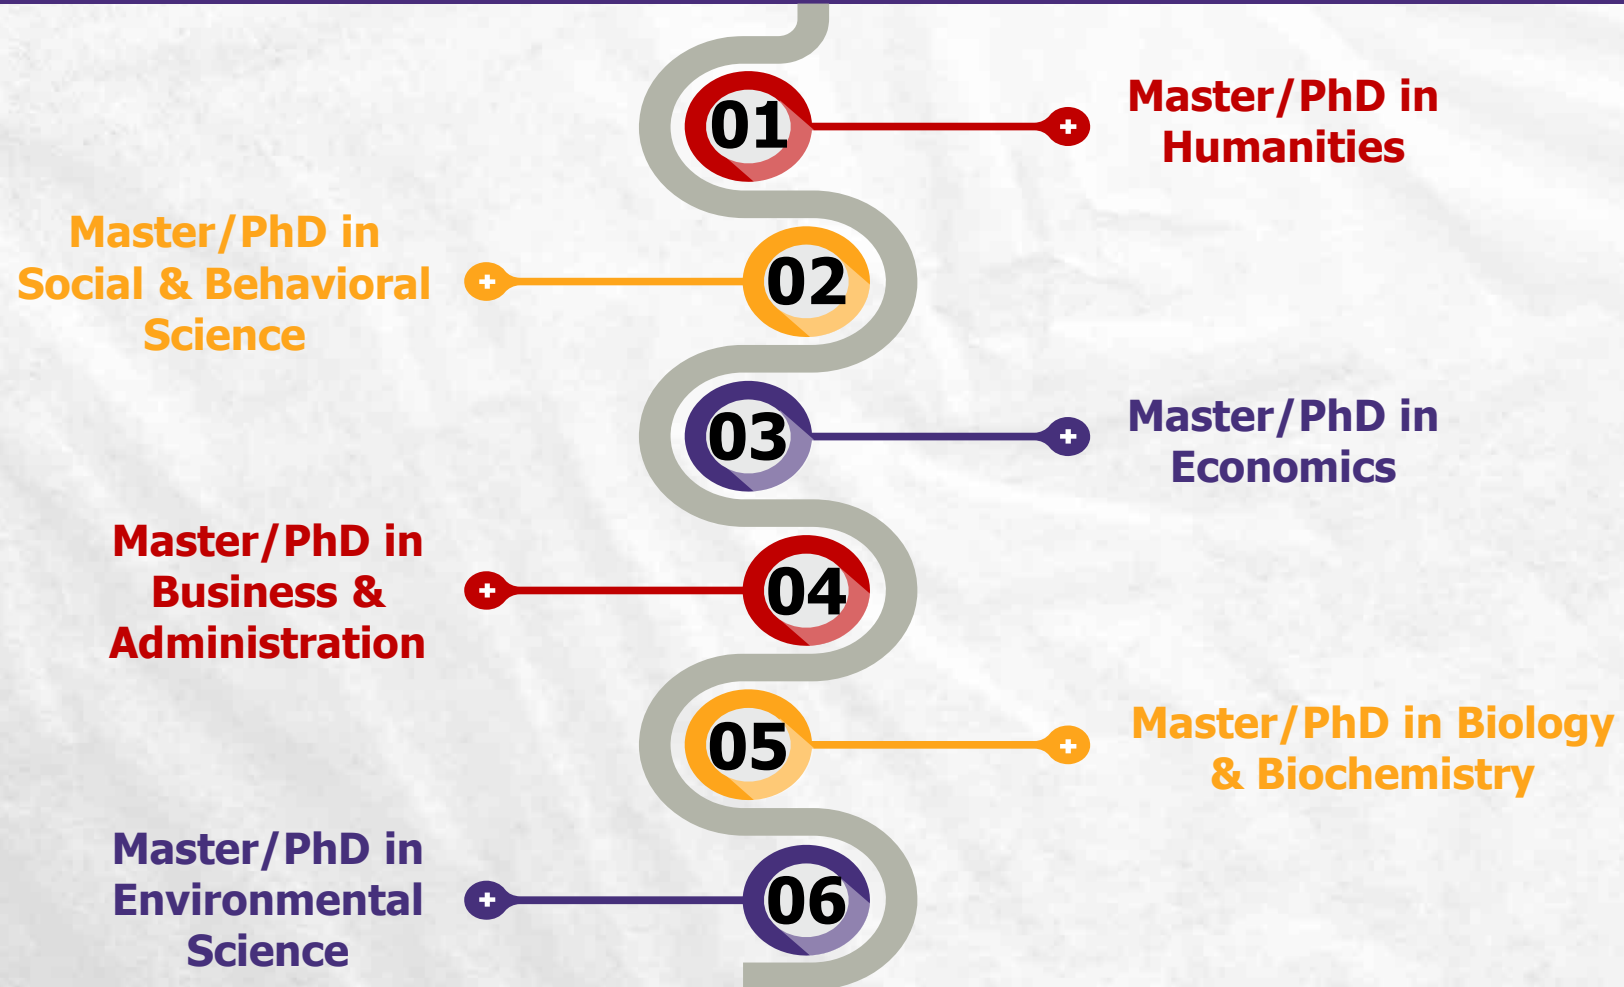 01
Master/PhD in
Humanities
Master/PhD in
Social & Behavioral
Science
02
03
Master/PhD in
Economics
Master/PhD in
Business &
Administration
04
05
Master/PhD in Biology
& Biochemistry
Master/PhD in
Environmental
Science
06